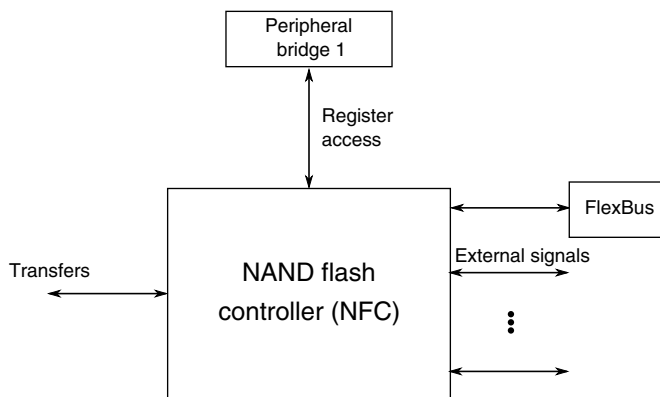 Peripheral
bridge 1
Register
access
FlexBus
External signals
Transfers
NAND flash
controller (NFC)